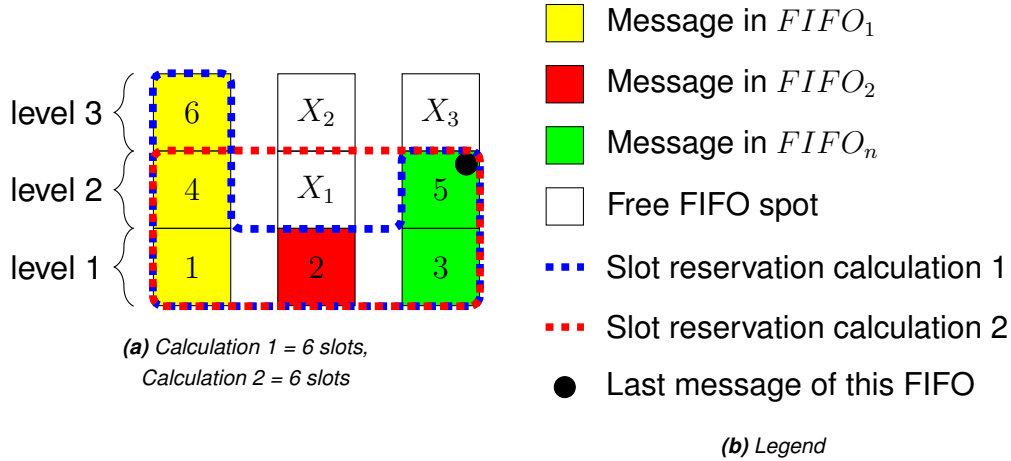 level 3
6
X₂
X₃
level 2
4
X₁
5
level 1
1
2
3
(a) Calculation 1 = 6 slots,
Calculation 2 = 6 slots
Message in FIFO₁
Message in FIFO₂
Message in FIFOₙ
Free FIFO spot
Slot reservation calculation 1
Slot reservation calculation 2
Last message of this FIFO
(b) Legend